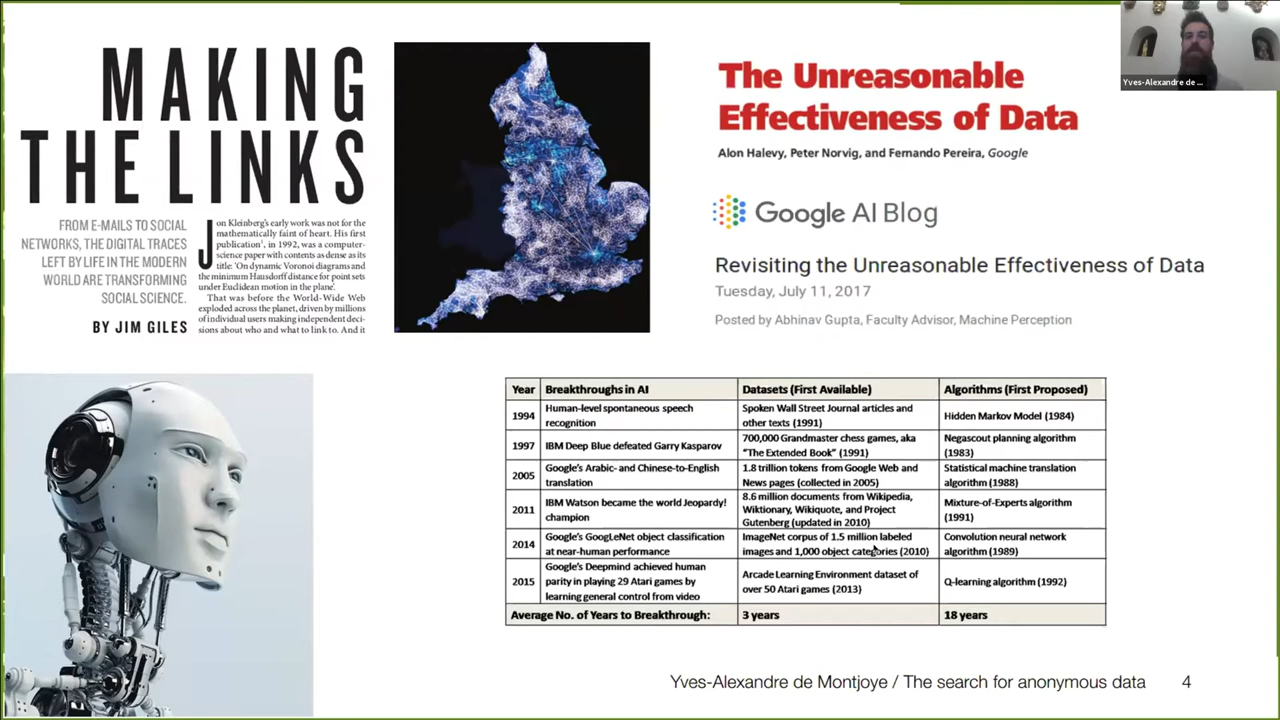 MAKING
THE LINKS
FROM E-MAILS TO SOCIAL
NETWORKS, THE DIGITAL TRACES
LEFT BY LIFE IN THE MODERN
WORLD ARE TRANSFORMING
SOCIAL SCIENCE.
BY JIM GILES
Jon Kleinberg's early work was not for the
mathematically faint of heart. His first
publication¹, in 1992, was a computer-
science paper with contents as dense as its
title: 'On dynamic Voronoi diagrams and
the minimum Hausdorff distance for point sets
under Euclidean motion in the plane'.
That was before the World-Wide Web
exploded across the planet, driven by millions
of individual users making independent deci-
sions about who and what to link to. And it
The Unreasonable
Effectiveness of Data
Alon Halevy, Peter Norvig, and Fernando Pereira, Google
Google AI Blog
Revisiting the Unreasonable Effectiveness of Data
Tuesday, July 11, 2017
Posted by Abhinav Gupta, Faculty Advisor, Machine Perception
Yves-Alexandre de ...
Year Breakthroughs in AI Datasets (First Available) Algorithms (First Proposed)
1994 Human-level spontaneous speech recognition Spoken Wall Street Journal articles and other texts (1991) Hidden Markov Model (1984)
1997 IBM Deep Blue defeated Garry Kasparov 700,000 Grandmaster chess games, aka "The Extended Book" (1991) Negascout planning algorithm (1983)
2005 Google's Arabic- and Chinese-to-English translation 1.8 trillion tokens from Google Web and News pages (collected in 2005) Statistical machine translation algorithm (1988)
2011 IBM Watson became the world Jeopardy! champion 8.6 million documents from Wikipedia, Wiktionary, Wikiquote, and Project Gutenberg (updated in 2010) Mixture-of-Experts algorithm (1991)
2014 Google's GoogLeNet object classification at near-human performance ImageNet corpus of 1.5 million labeled images and 1,000 object categories (2010) Convolution neural network algorithm (1989)
2015 Google's Deepmind achieved human parity in playing 29 Atari games by learning general control from video Arcade Learning Environment dataset of over 50 Atari games (2013) Q-learning algorithm (1992)
Average No. of Years to Breakthrough: 3 years 18 years
Yves-Alexandre de Montjoye / The search for anonymous data 4